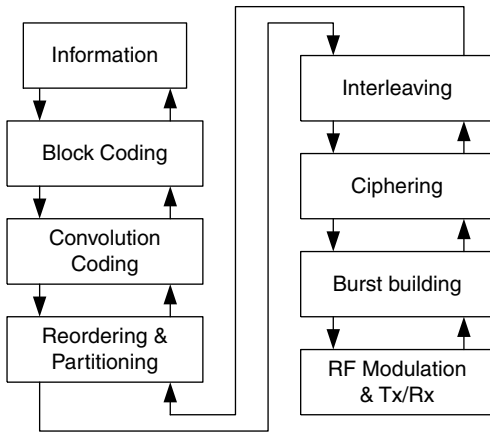 Information
Block Coding
Convolution
Coding
Reordering &
Partitioning
Interleaving
Ciphering
Burst building
RF Modulation
& Tx/Rx